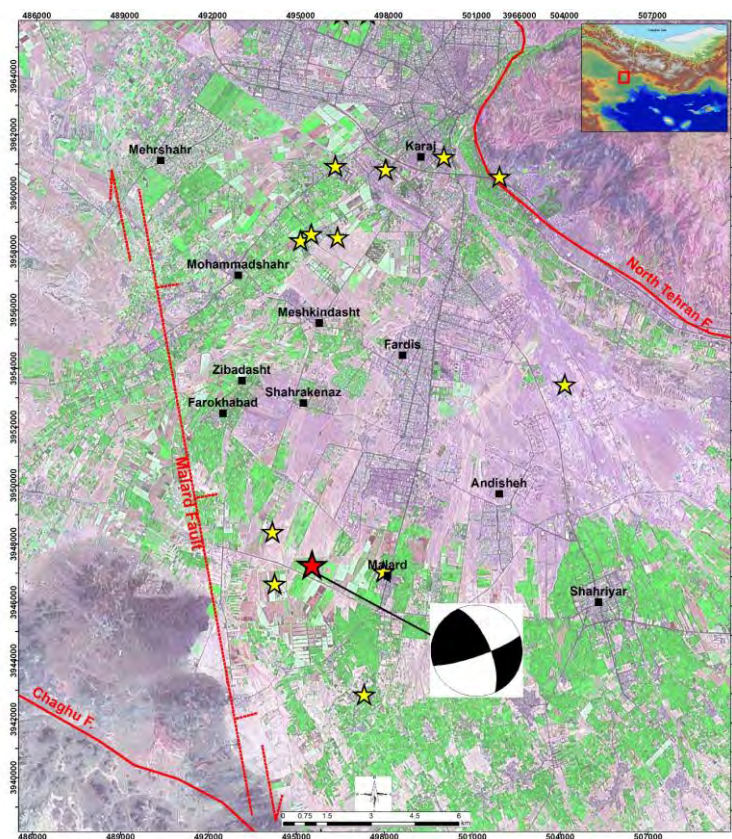 486000 489000 492000 495000 498000 501000 3966000 504000 507000
3964000
3962000
3960000
3958000
3956000
3954000
3952000
3950000
3948000
3946000
3944000
3942000
3940000
Karaj
Mehrshahr
Mohammadshahr
North Tehran F.
Meshkindasht
Fardis
Zibadasht
Shahrakenaz
Farokhabad
Malard Fault
Andisheh
Malard
Shahriyar
Chaghu F.
0 0.75 1.5 3 4.5 6
km
486000 489000 492000 495000 498000 501000 504000 507000